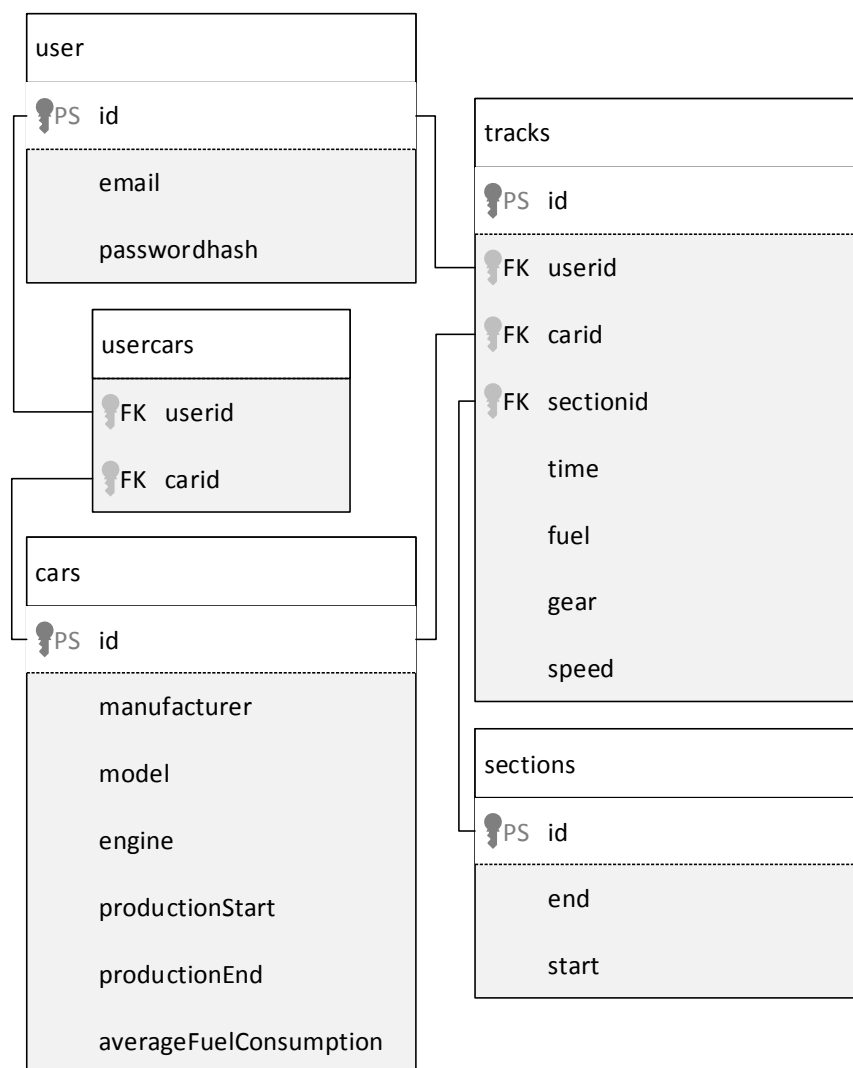 user
PS id
email
passwordhash
usercars
FK userid
FK carid
cars
PS id
manufacturer
model
engine
productionStart
productionEnd
averageFuelConsumption
tracks
PS id
FK userid
FK carid
FK sectionid
time
fuel
gear
speed
sections
PS id
end
start